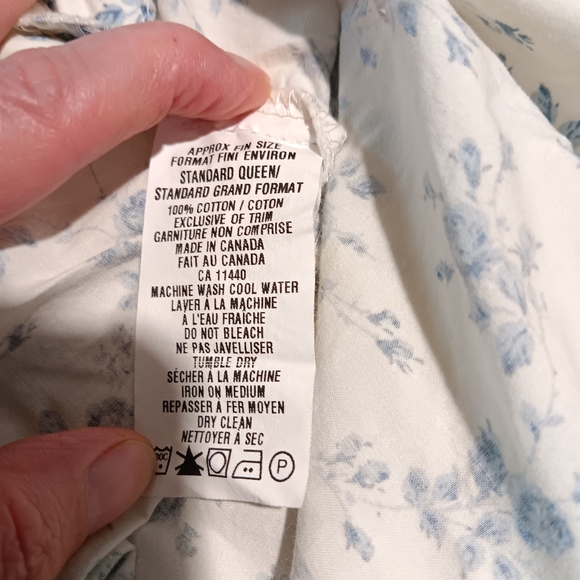 APPROX FIN SIZE
FORMAT FINI ENVIRON
STANDARD QUEEN/
STANDARD GRAND FORMAT
100% COTTON / COTON
EXCLUSIVE OF TRIM
GARNITURE NON COMPRISE
MADE IN CANADA
FAIT AU CANADA
CA 11440
MACHINE WASH COOL WATER
LAVER À LA MACHINE
À L'EAU FRAÎCHE
DO NOT BLEACH
NE PAS JAVELLISER
TUMBLE DRY
SÉCHER À LA MACHINE
IRON ON MEDIUM
REPASSER À FER MOYEN
DRY CLEAN
NETTOYER À SEC
P